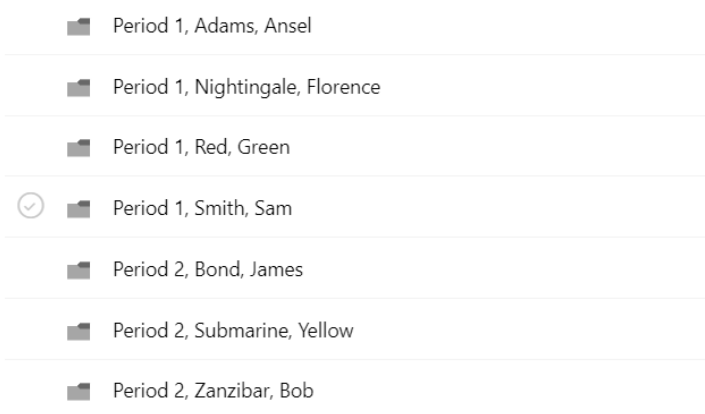 Period 1, Adams, Ansel
Period 1, Nightingale, Florence
Period 1, Red, Green
Period 1, Smith, Sam
Period 2, Bond, James
Period 2, Submarine, Yellow
Period 2, Zanzibar, Bob